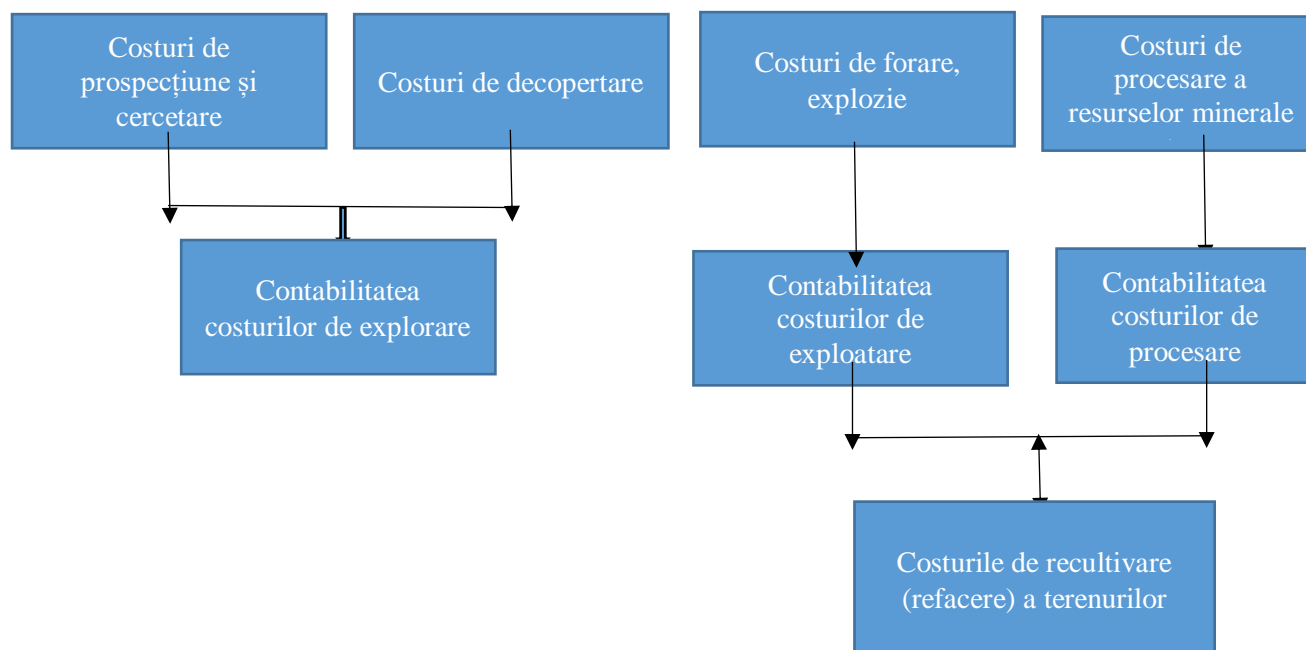 Costuri de
prospecțiune și
cercetare
Costuri de decopertare
Costuri de forare,
explozie
Costuri de
procesare a
resurselor minerale
Contabilitatea
costurilor de explorare
Contabilitatea
costurilor de
exploatare
Contabilitatea
costurilor de
procesare
Costurile de recultivare
(refacere) a terenurilor